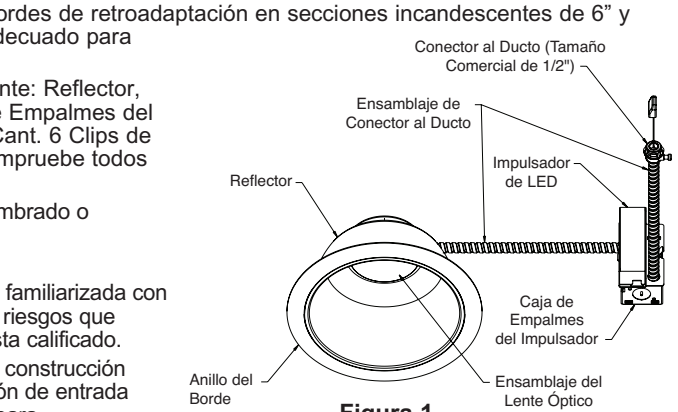 ordes de retroadaptación en secciones incandescentes de 6” y
decuado para
nte: Reflector,
e Empalmes del
Cant. 6 Clips de
mpruebe todos
mbrado o
familiarizada con
riesgos que
sta calificado.
construcción
ón de entrada
Conector al Ducto (Tamaño
Comercial de 1/2")
Ensamblaje de
Conector al Ducto
Impulsador
de LED
Reflector
Caja de
Empalmes
del Impulsador
Anillo del
Borde
Ensamblaje del
Lente Óptico
Figura 1